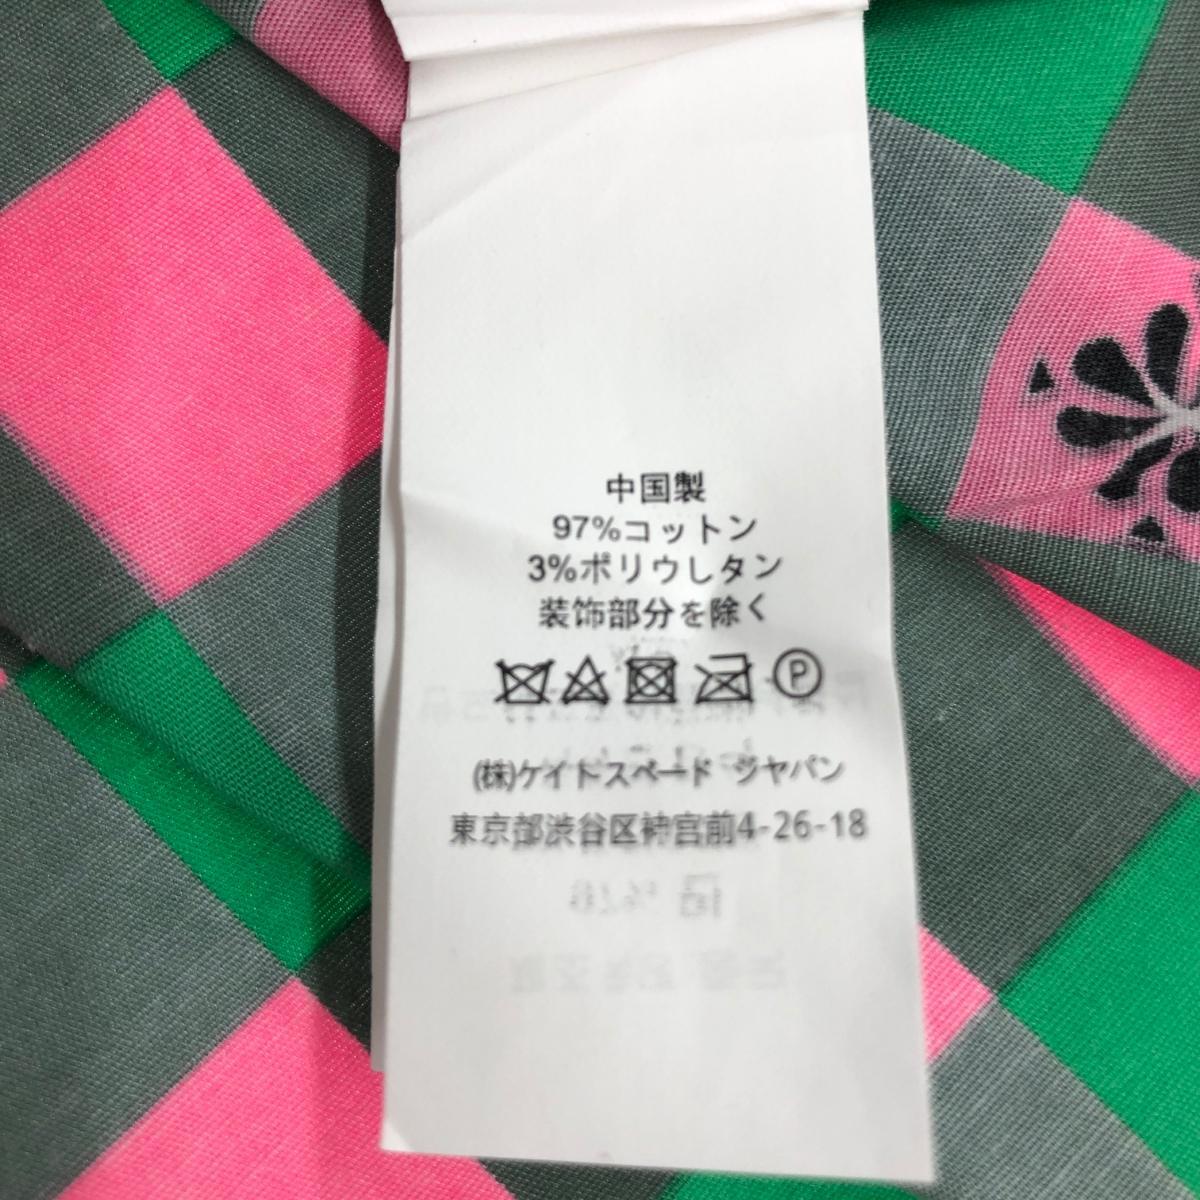 中国製
97%コットン
3%ポリウレタン
装飾部分を除く
P
(株)ケイトスペード ジャパン
東京都渋谷区神宮前4-26-18